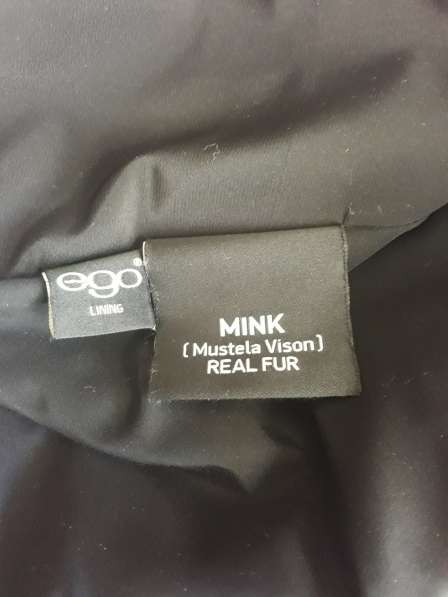 ego®
LINING
MINK
(Mustela Vison)
REAL FUR